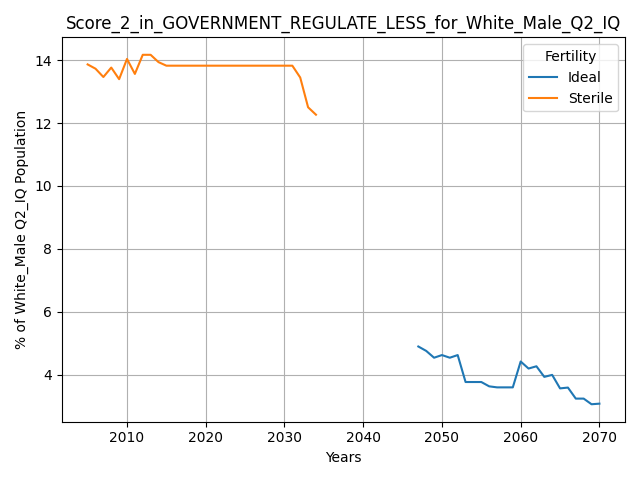 Score_2_in_GOVERNMENT_REGULATE_LESS_for_White_Male_Q2_IQ
Fertility
Ideal
Sterile
% of White_Male Q2_IQ Population
14
12
10
8
6
4
2010 2020 2030 2040 2050 2060 2070
Years